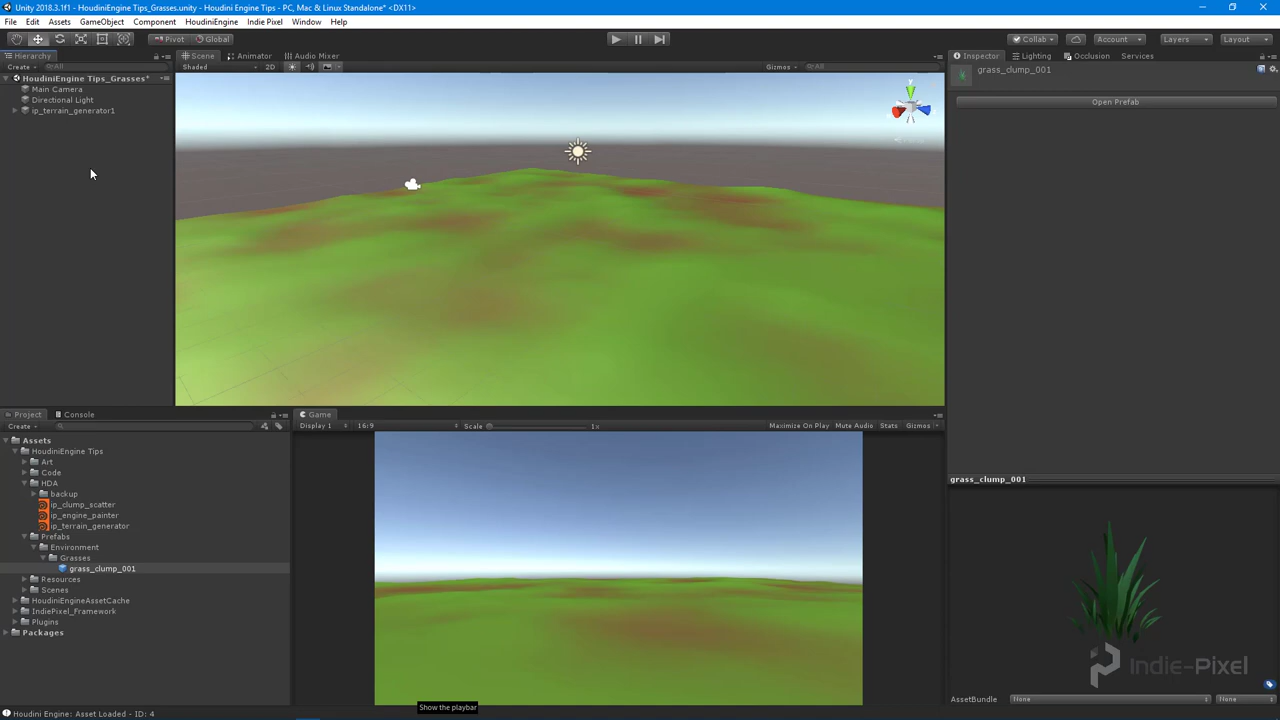 Unity 2018.3.1f1 - HoudiniEngine Tips_Grasses.unity - Houdini Engine Tips - PC, Mac & Linux Standalone* <DX11>
File Edit Assets GameObject Component HoudiniEngine Indie Pixel Window Help
Pivot Global Collab Account Layers Layout
Hierarchy Scene Animator Audio Mixer Inspector Lighting Occlusion Services
Create All Shaded 2D Gizmos All
HoudiniEngine Tips_Grasses*
grass_clump_001
Main Camera
Directional Light
ip_terrain_generator1
Open Prefab
y
Project Console Game
Create Display 1 16:9 Scale 1x Maximize On Play Mute Audio Stats Gizmos
Assets
HoudiniEngine Tips
Art
Code
HDA
backup
ip_clump_scatter
ip_engine_painter
ip_terrain_generator
Prefabs
Environment
Grasses
grass_clump_001
Resources
Scenes
HoudiniEngineAssetCache
IndiePixel_Framework
Plugins
Packages
grass_clump_001
Indie-Pixel
AssetBundle None None
Show the playbar
Houdini Engine: Asset Loaded - ID: 4